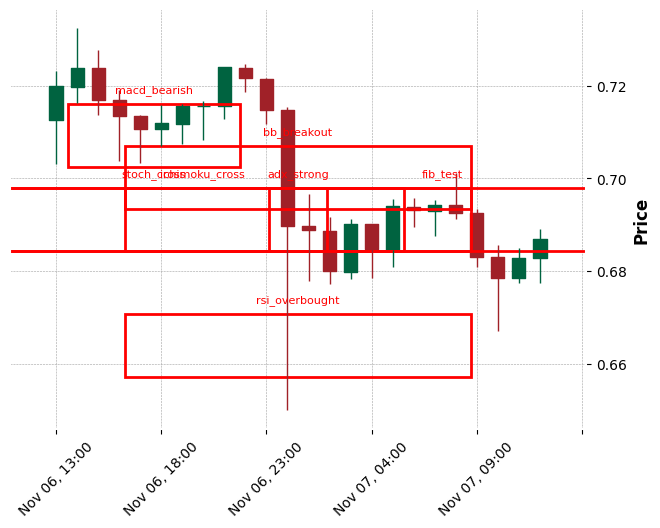 macd_bearish
bb_breakout
stoch_cross
ichimoku_cross
adx_strong
fib_test
rsi_overbought
0.72
0.70
0.68
0.66
Price
Nov 06, 13:00
Nov 06, 18:00
Nov 06, 23:00
Nov 07, 04:00
Nov 07, 09:00